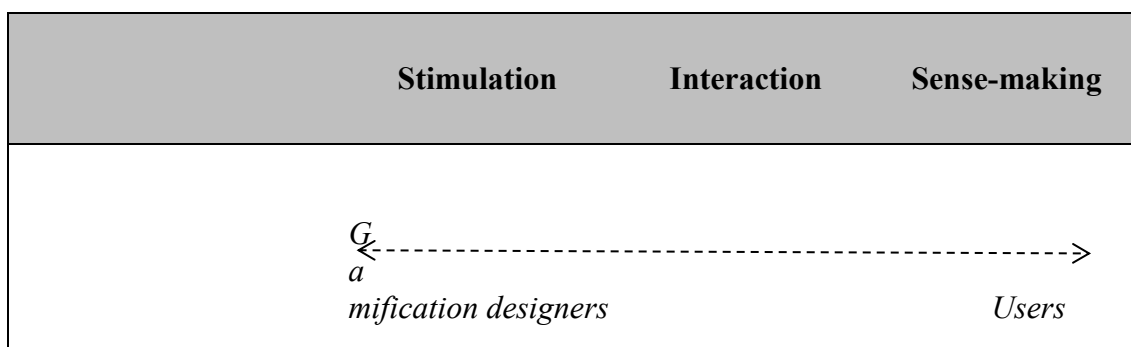 Stimulation Interaction Sense-making
G
a
mification designers Users